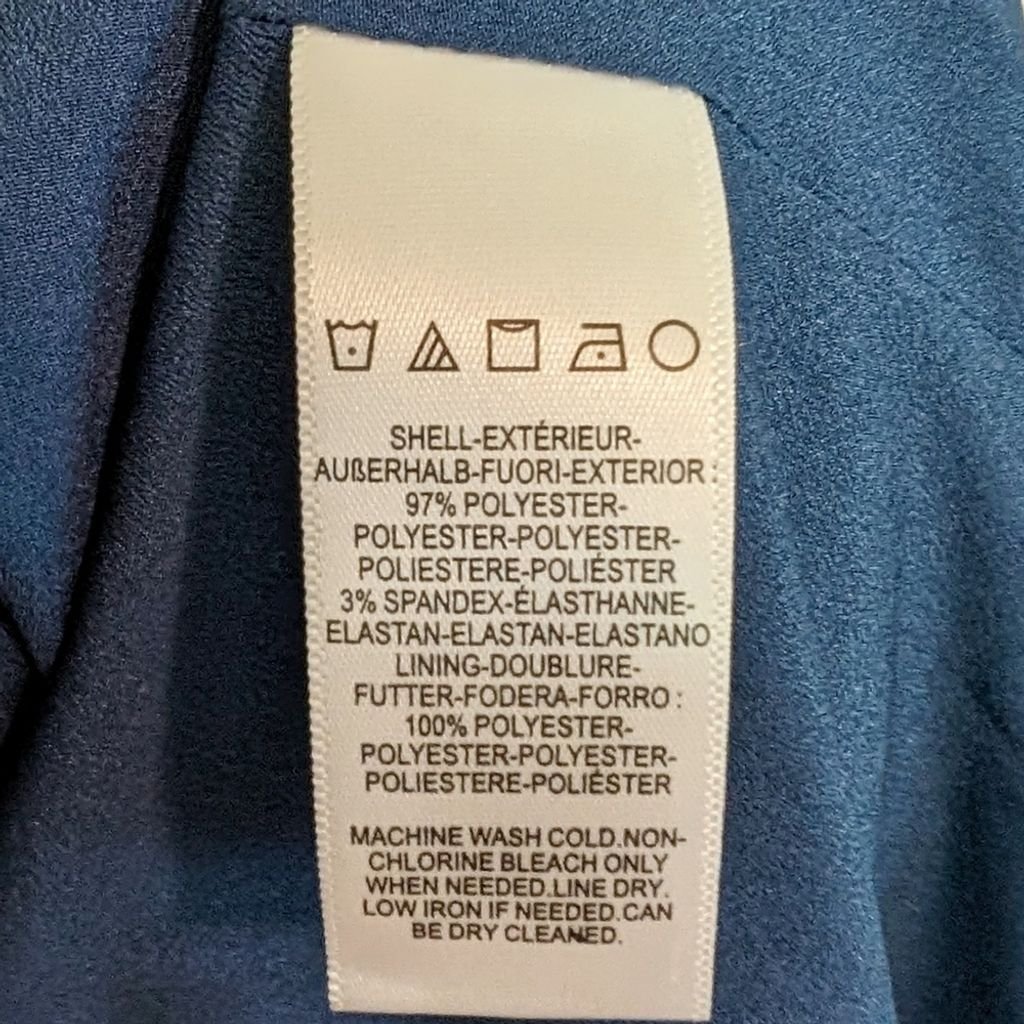 SHELL-EXTÉRIEUR-
AUßERHALB-FUORI-EXTERIOR :
97% POLYESTER-
POLYESTER-POLYESTER-
POLIESTERE-POLIÉSTER
3% SPANDEX-ÉLASTHANNE-
ELASTAN-ELASTAN-ELASTANO
LINING-DOUBLURE-
FUTTER-FODERA-FORRO :
100% POLYESTER-
POLYESTER-POLYESTER-
POLIESTERE-POLIÉSTER
MACHINE WASH COLD.NON-
CHLORINE BLEACH ONLY
WHEN NEEDED.LINE DRY.
LOW IRON IF NEEDED.CAN
BE DRY CLEANED.